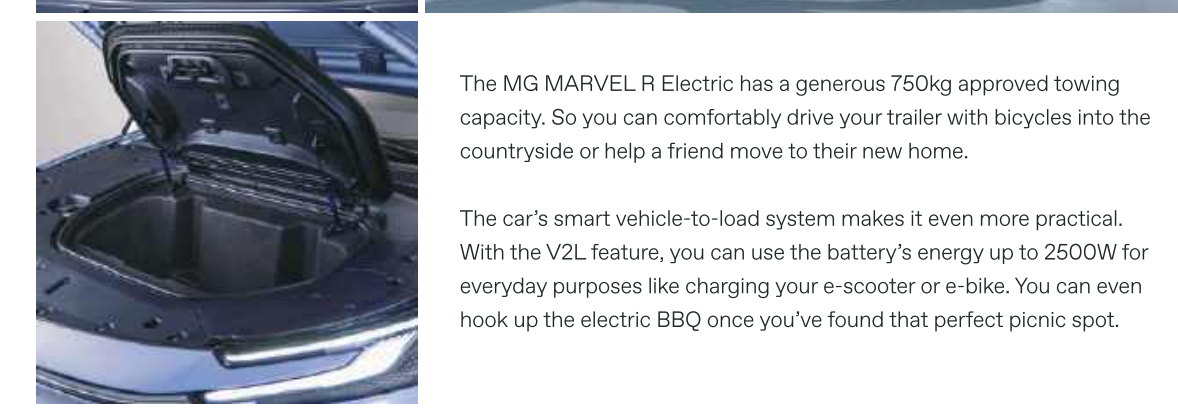 The MG MARVEL R Electric has a generous 750kg approved towing
capacity. So you can comfortably drive your trailer with bicycles into the
countryside or help a friend move to their new home.
The car’s smart vehicle-to-load system makes it even more practical.
With the V2L feature, you can use the battery’s energy up to 2500W for
everyday purposes like charging your e-scooter or e-bike. You can even
hook up the electric BBQ once you’ve found that perfect picnic spot.